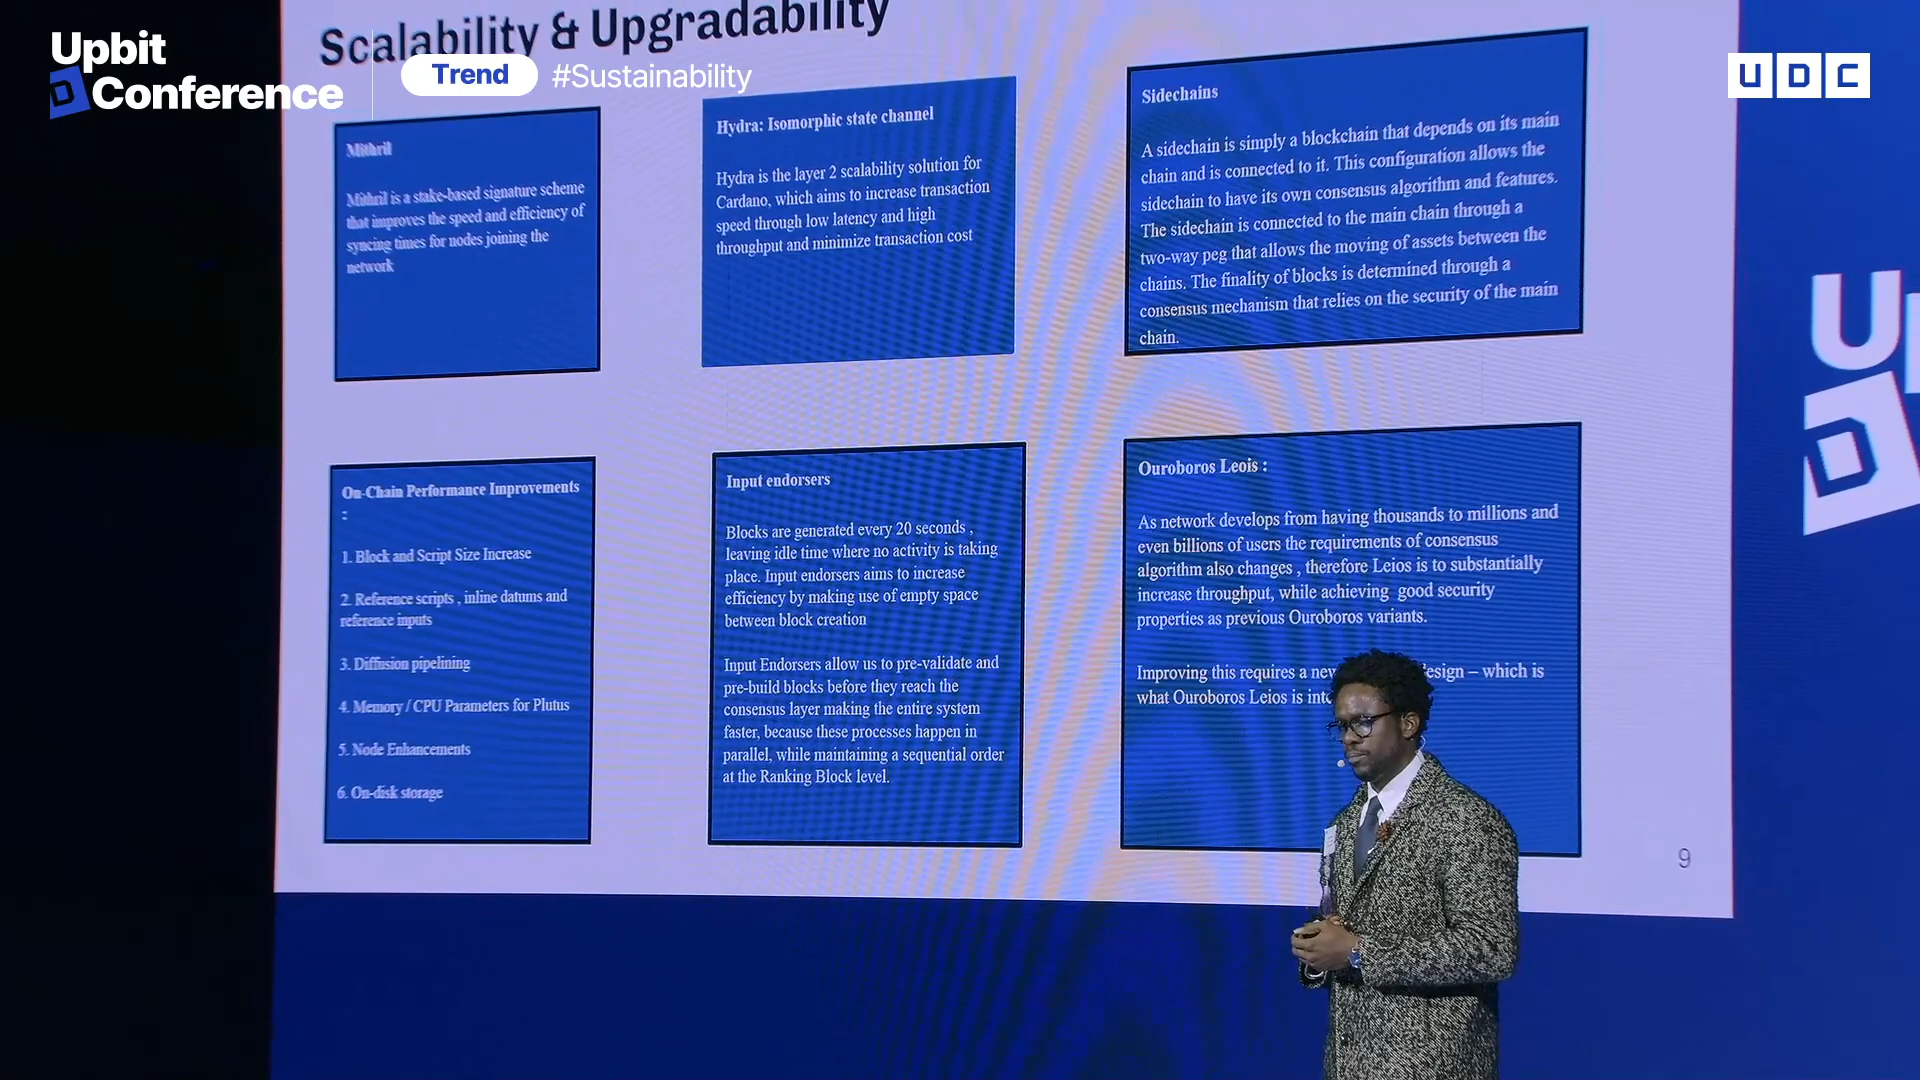 Scalability & Upgradability
Upbit
D Conference
Trend
#Sustainability
UDC
Mithril
Mithril is a stake-based signature scheme
that improves the speed and efficiency of
syncing times for nodes joining the
network
Hydra: Isomorphic state channel
Hydra is the layer 2 scalability solution for
Cardano, which aims to increase transaction
speed through low latency and high
throughput and minimize transaction cost
Sidechains
A sidechain is simply a blockchain that depends on its main
chain and is connected to it. This configuration allows the
sidechain to have its own consensus algorithm and features.
The sidechain is connected to the main chain through a
two-way peg that allows the moving of assets between the
chains. The finality of blocks is determined through a
consensus mechanism that relies on the security of the main
chain.
On-Chain Performance Improvements
:
1. Block and Script Size Increase
2. Reference scripts , inline datums and
reference inputs
3. Diffusion pipelining
4. Memory / CPU Parameters for Plutus
5. Node Enhancements
6. On-disk storage
Input endorsers
Blocks are generated every 20 seconds ,
leaving idle time where no activity is taking
place. Input endorsers aims to increase
efficiency by making use of empty space
between block creation
Input Endorsers allow us to pre-validate and
pre-build blocks before they reach the
consensus layer making the entire system
faster, because these processes happen in
parallel, while maintaining a sequential order
at the Ranking Block level.
Ouroboros Leois :
As network develops from having thousands to millions and
even billions of users the requirements of consensus
algorithm also changes , therefore Leios is to substantially
increase throughput, while achieving good security
properties as previous Ouroboros variants.
Improving this requires a new – which is
what Ouroboros Leios is
9
U
D